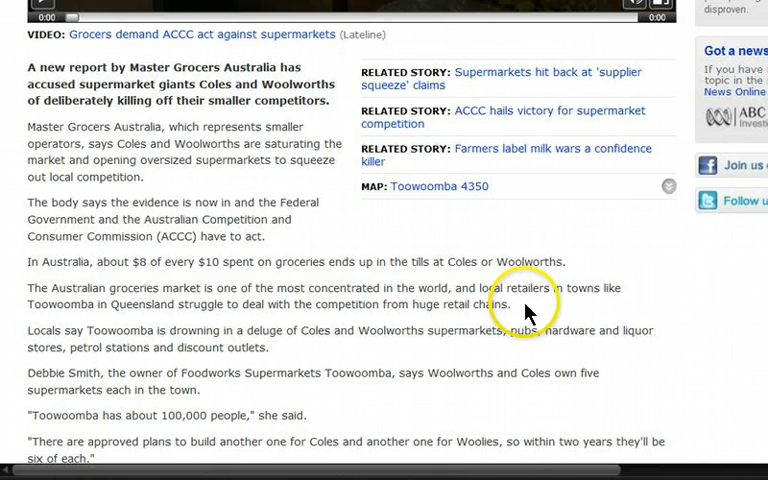 disproven.
0:00
0:00
VIDEO: Grocers demand ACCC act against supermarkets (Lateline)
A new report by Master Grocers Australia has
accused supermarket giants Coles and Woolworths
of deliberately killing off their smaller competitors.
Master Grocers Australia, which represents smaller
operators, says Coles and Woolworths are saturating the
market and opening oversized supermarkets to squeeze
out local competition.
The body says the evidence is now in and the Federal
Government and the Australian Competition and
Consumer Commission (ACCC) have to act.
RELATED STORY: Supermarkets hit back at 'supplier
squeeze' claims
RELATED STORY: ACCC hails victory for supermarket
competition
RELATED STORY: Farmers label milk wars a confidence
killer
MAP: Toowoomba 4350
In Australia, about $8 of every $10 spent on groceries ends up in the tills at Coles or Woolworths.
The Australian groceries market is one of the most concentrated in the world, and local retailers in towns like
Toowoomba in Queensland struggle to deal with the competition from huge retail chains.
Locals say Toowoomba is drowning in a deluge of Coles and Woolworths supermarkets, pubs, hardware and liquor
stores, petrol stations and discount outlets.
Debbie Smith, the owner of Foodworks Supermarkets Toowoomba, says Woolworths and Coles own five
supermarkets each in the town.
"Toowoomba has about 100,000 people," she said.
"There are approved plans to build another one for Coles and another one for Woolies, so within two years they'll be
six of each."
Got a news
If you have
topic in the
News Online
ABC
Investi
Join us
Follow u